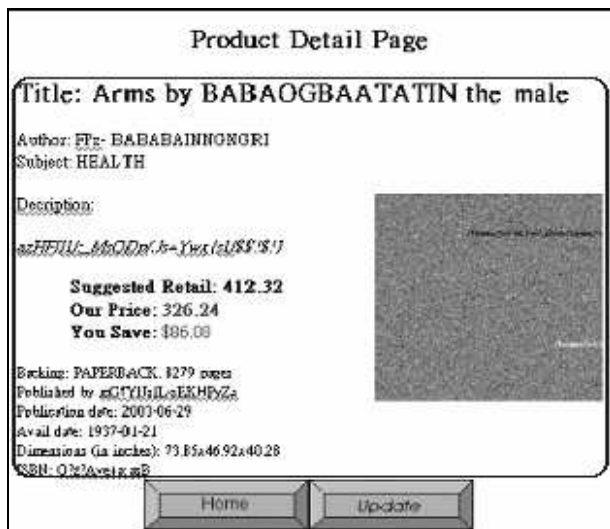 Product Detail Page
Title: Arms by BABAOGBAATATIN the male
Author: BABABAINNGNGRI
Subject: HEALTH
Decription:
Suggested Retail: 412.32
Our Price: 326.24
You Save: $86.08
Backing: PAPERBACK, 8279 pages
Published by
Publication date: 2003-06-29
Avail date: 1937-01-21
Dimensions (in inches): 73.85x46.92x40.28
ISBN:
Home
Update